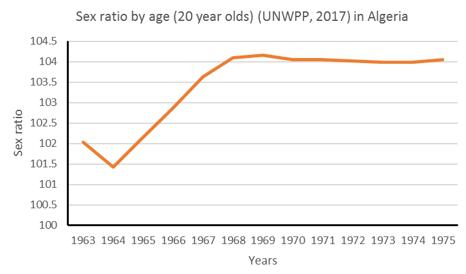 Sex ratio by age (20 year olds) (UNWPP, 2017) in Algeria
104.5
104
103.5
103
102.5
102
101.5
101
100.5
100
Sex ratio
1963 1964 1965 1966 1967 1968 1969 1970 1971 1972 1973 1974 1975
Years